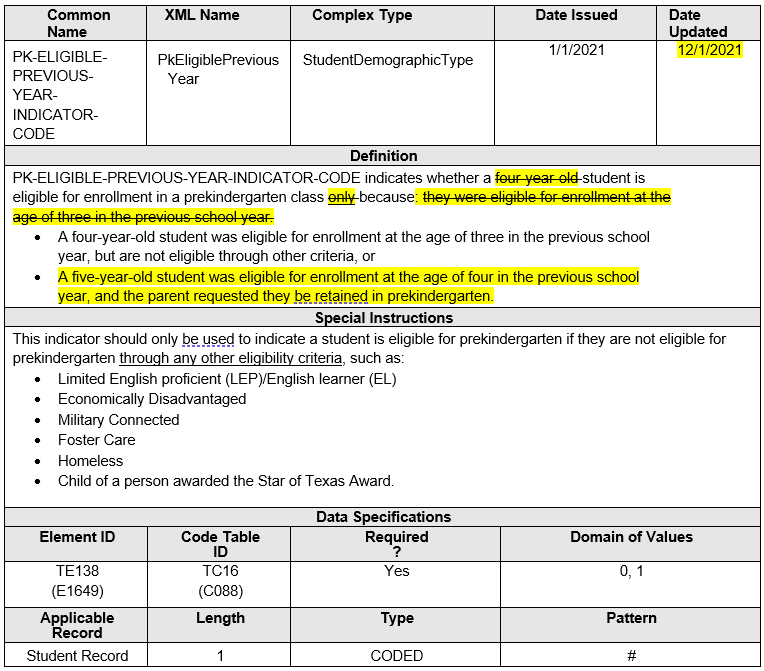 Common Name XML Name Complex Type Date Issued Date Updated
PK-ELIGIBLE-
PREVIOUS-
YEAR-
INDICATOR-
CODE
PkEligiblePrevious
Year
StudentDemographicType
1/1/2021
12/1/2021
Definition
PK-ELIGIBLE-PREVIOUS-YEAR-INDICATOR-CODE indicates whether a four year old student is
eligible for enrollment in a prekindergarten class only because: they were eligible for enrollment at the
age of three in the previous school year.
• A four-year-old student was eligible for enrollment at the age of three in the previous school
year, but are not eligible through other criteria, or
• A five-year-old student was eligible for enrollment at the age of four in the previous school
year, and the parent requested they be retained in prekindergarten.
Special Instructions
This indicator should only be used to indicate a student is eligible for prekindergarten if they are not eligible for
prekindergarten through any other eligibility criteria, such as:
• Limited English proficient (LEP)/English learner (EL)
• Economically Disadvantaged
• Military Connected
• Foster Care
• Homeless
• Child of a person awarded the Star of Texas Award.
Data Specifications
Element ID Code Table ID Required ? Domain of Values
TE138 TC16 Yes 0, 1
(E1649) (C088)
Applicable Record Length Type Pattern
Student Record 1 CODED #